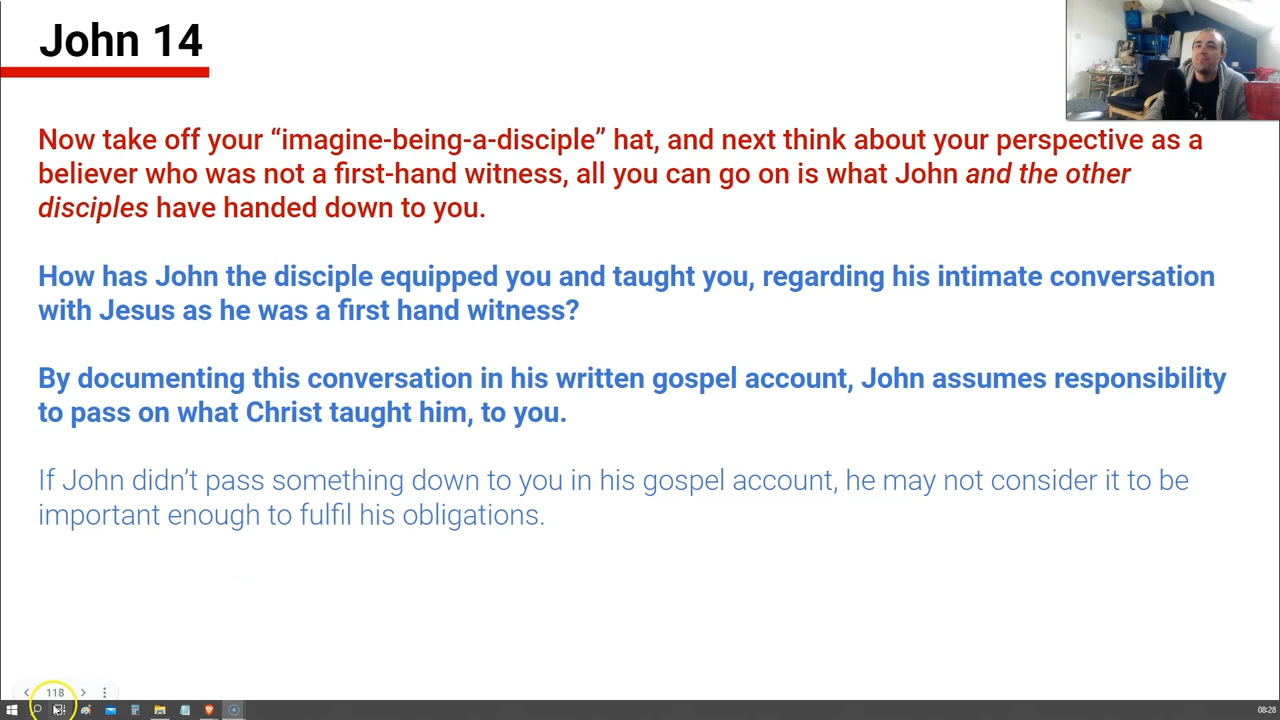 John 14
Now take off your “imagine-being-a-disciple” hat, and next think about your perspective as a
believer who was not a first-hand witness, all you can go on is what John and the other
disciples have handed down to you.
How has John the disciple equipped you and taught you, regarding his intimate conversation
with Jesus as he was a first hand witness?
By documenting this conversation in his written gospel account, John assumes responsibility
to pass on what Christ taught him, to you.
If John didn’t pass something down to you in his gospel account, he may not consider it to be
important enough to fulfil his obligations.
118
08:28